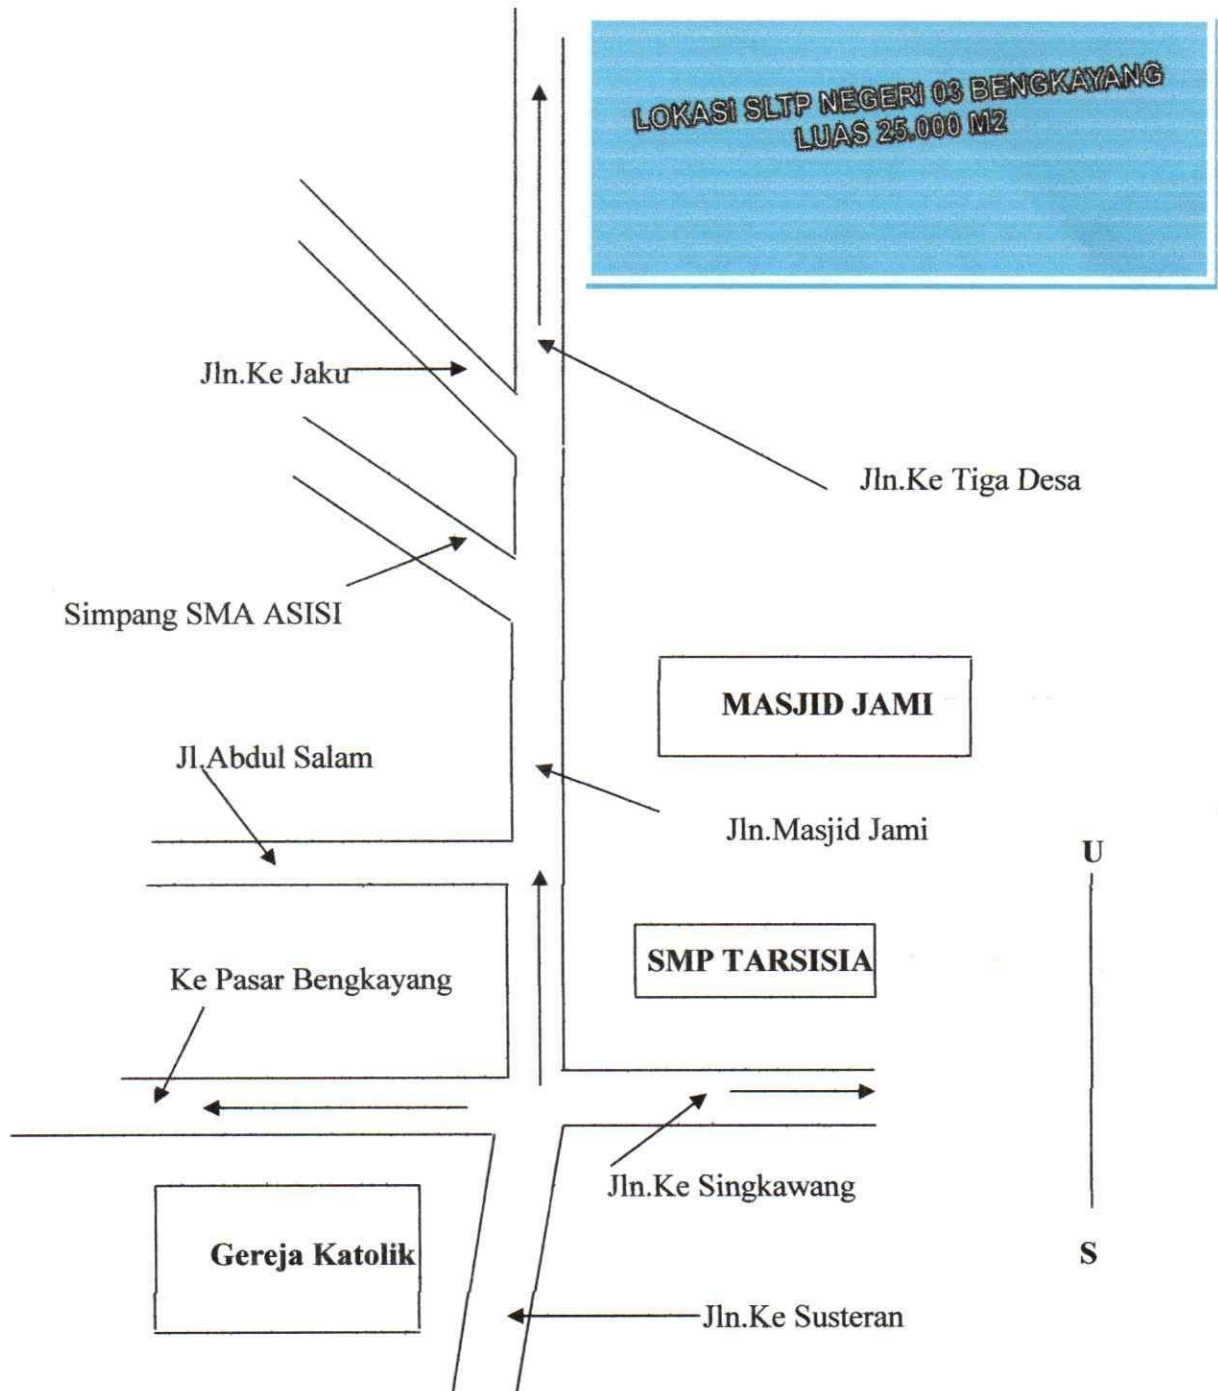 LOKASI SLTP NEGERI 03 BENGKAYANG
LUAS 25.000 M2
Jln.Ke Jaku
Jln.Ke Tiga Desa
Simpang SMA ASISI
MASJID JAMI
Jl.Abdul Salam
Jln.Masjid Jami
U
SMP TARSISIA
Ke Pasar Bengkayang
Jln.Ke Singkawang
Gereja Katolik
S
Jln.Ke Susteran